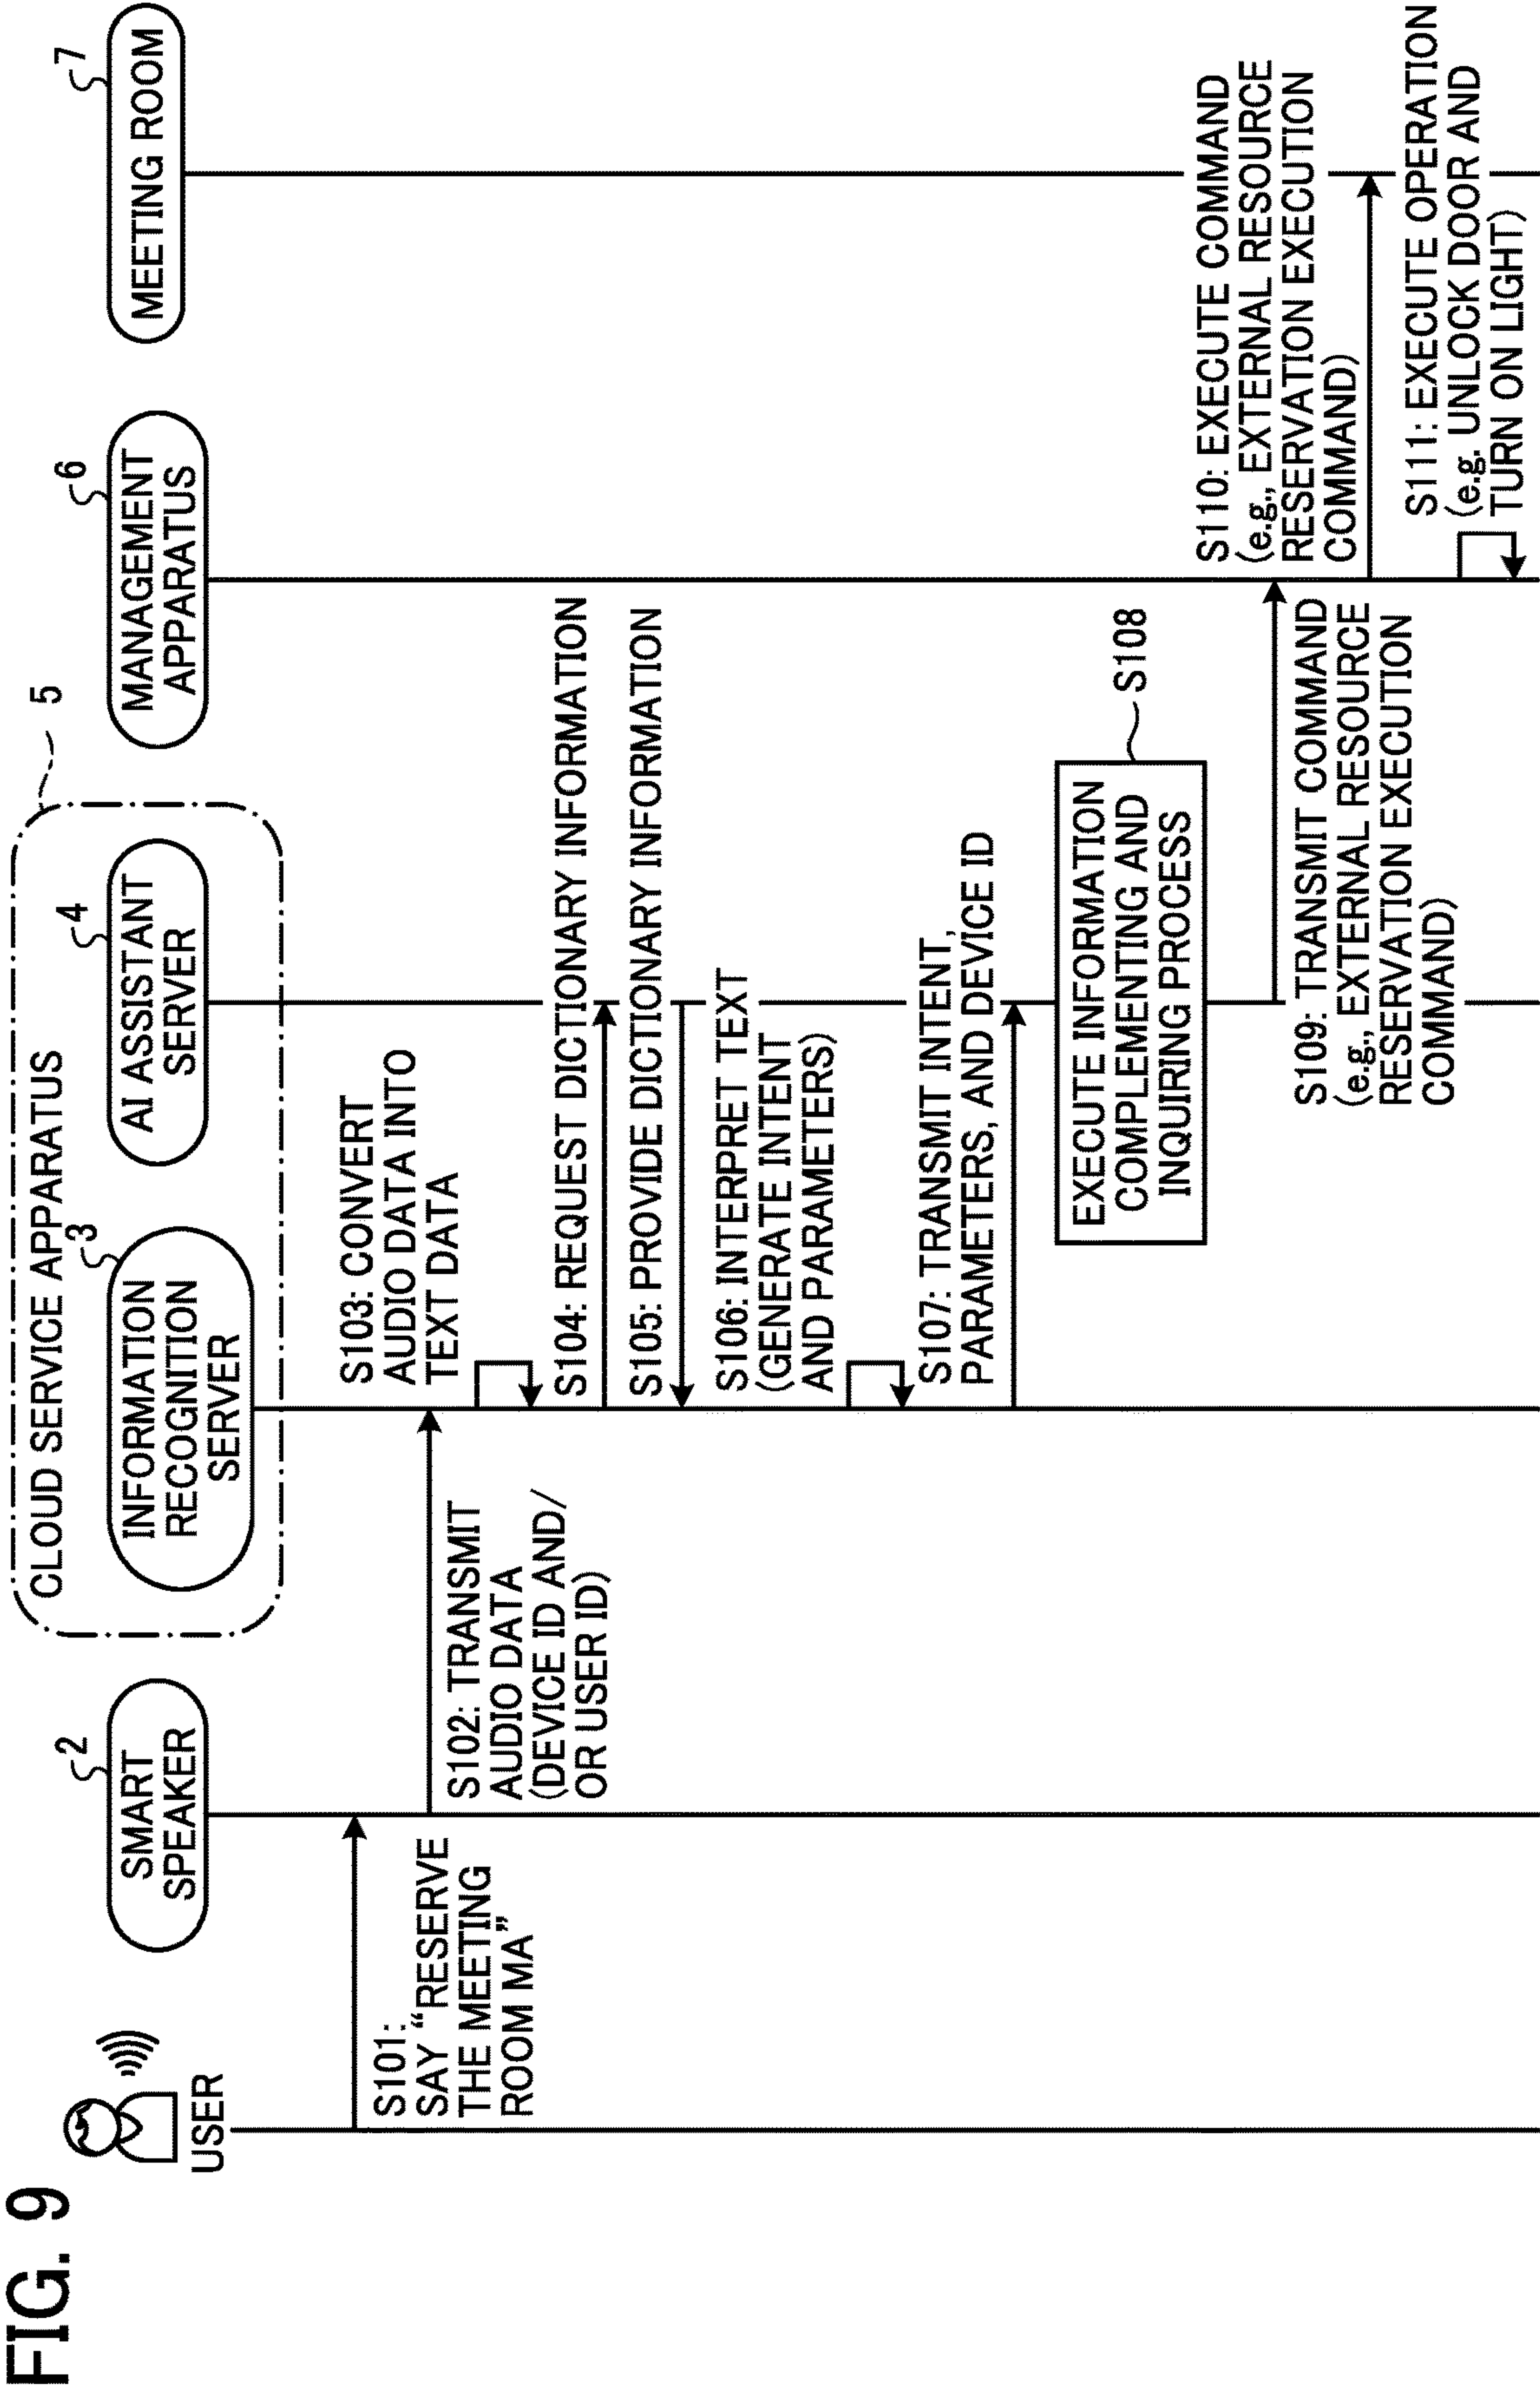 FIG. 9
USER
2
SMART
SPEAKER
5
CLOUD SERVICE APPARATUS
3
INFORMATION
RECOGNITION
SERVER
4
AI ASSISTANT
SERVER
6
MANAGEMENT
APPARATUS
7
MEETING ROOM
S101:
SAY “RESERVE
THE MEETING
ROOM MA”
S102: TRANSMIT
AUDIO DATA
(DEVICE ID AND/
OR USER ID)
S103: CONVERT
AUDIO DATA INTO
TEXT DATA
S104: REQUEST DICTIONARY INFORMATION
S105: PROVIDE DICTIONARY INFORMATION
S106: INTERPRET TEXT
(GENERATE INTENT
AND PARAMETERS)
S107: TRANSMIT INTENT,
PARAMETERS, AND DEVICE ID
EXECUTE INFORMATION
COMPLEMENTING AND
INQUIRING PROCESS
S108
S109: TRANSMIT COMMAND
(e.g., EXTERNAL RESOURCE
RESERVATION EXECUTION
COMMAND)
S110: EXECUTE COMMAND
(e.g., EXTERNAL RESOURCE
RESERVATION EXECUTION
COMMAND)
S111: EXECUTE OPERATION
(e.g. UNLOCK DOOR AND
TURN ON LIGHT)